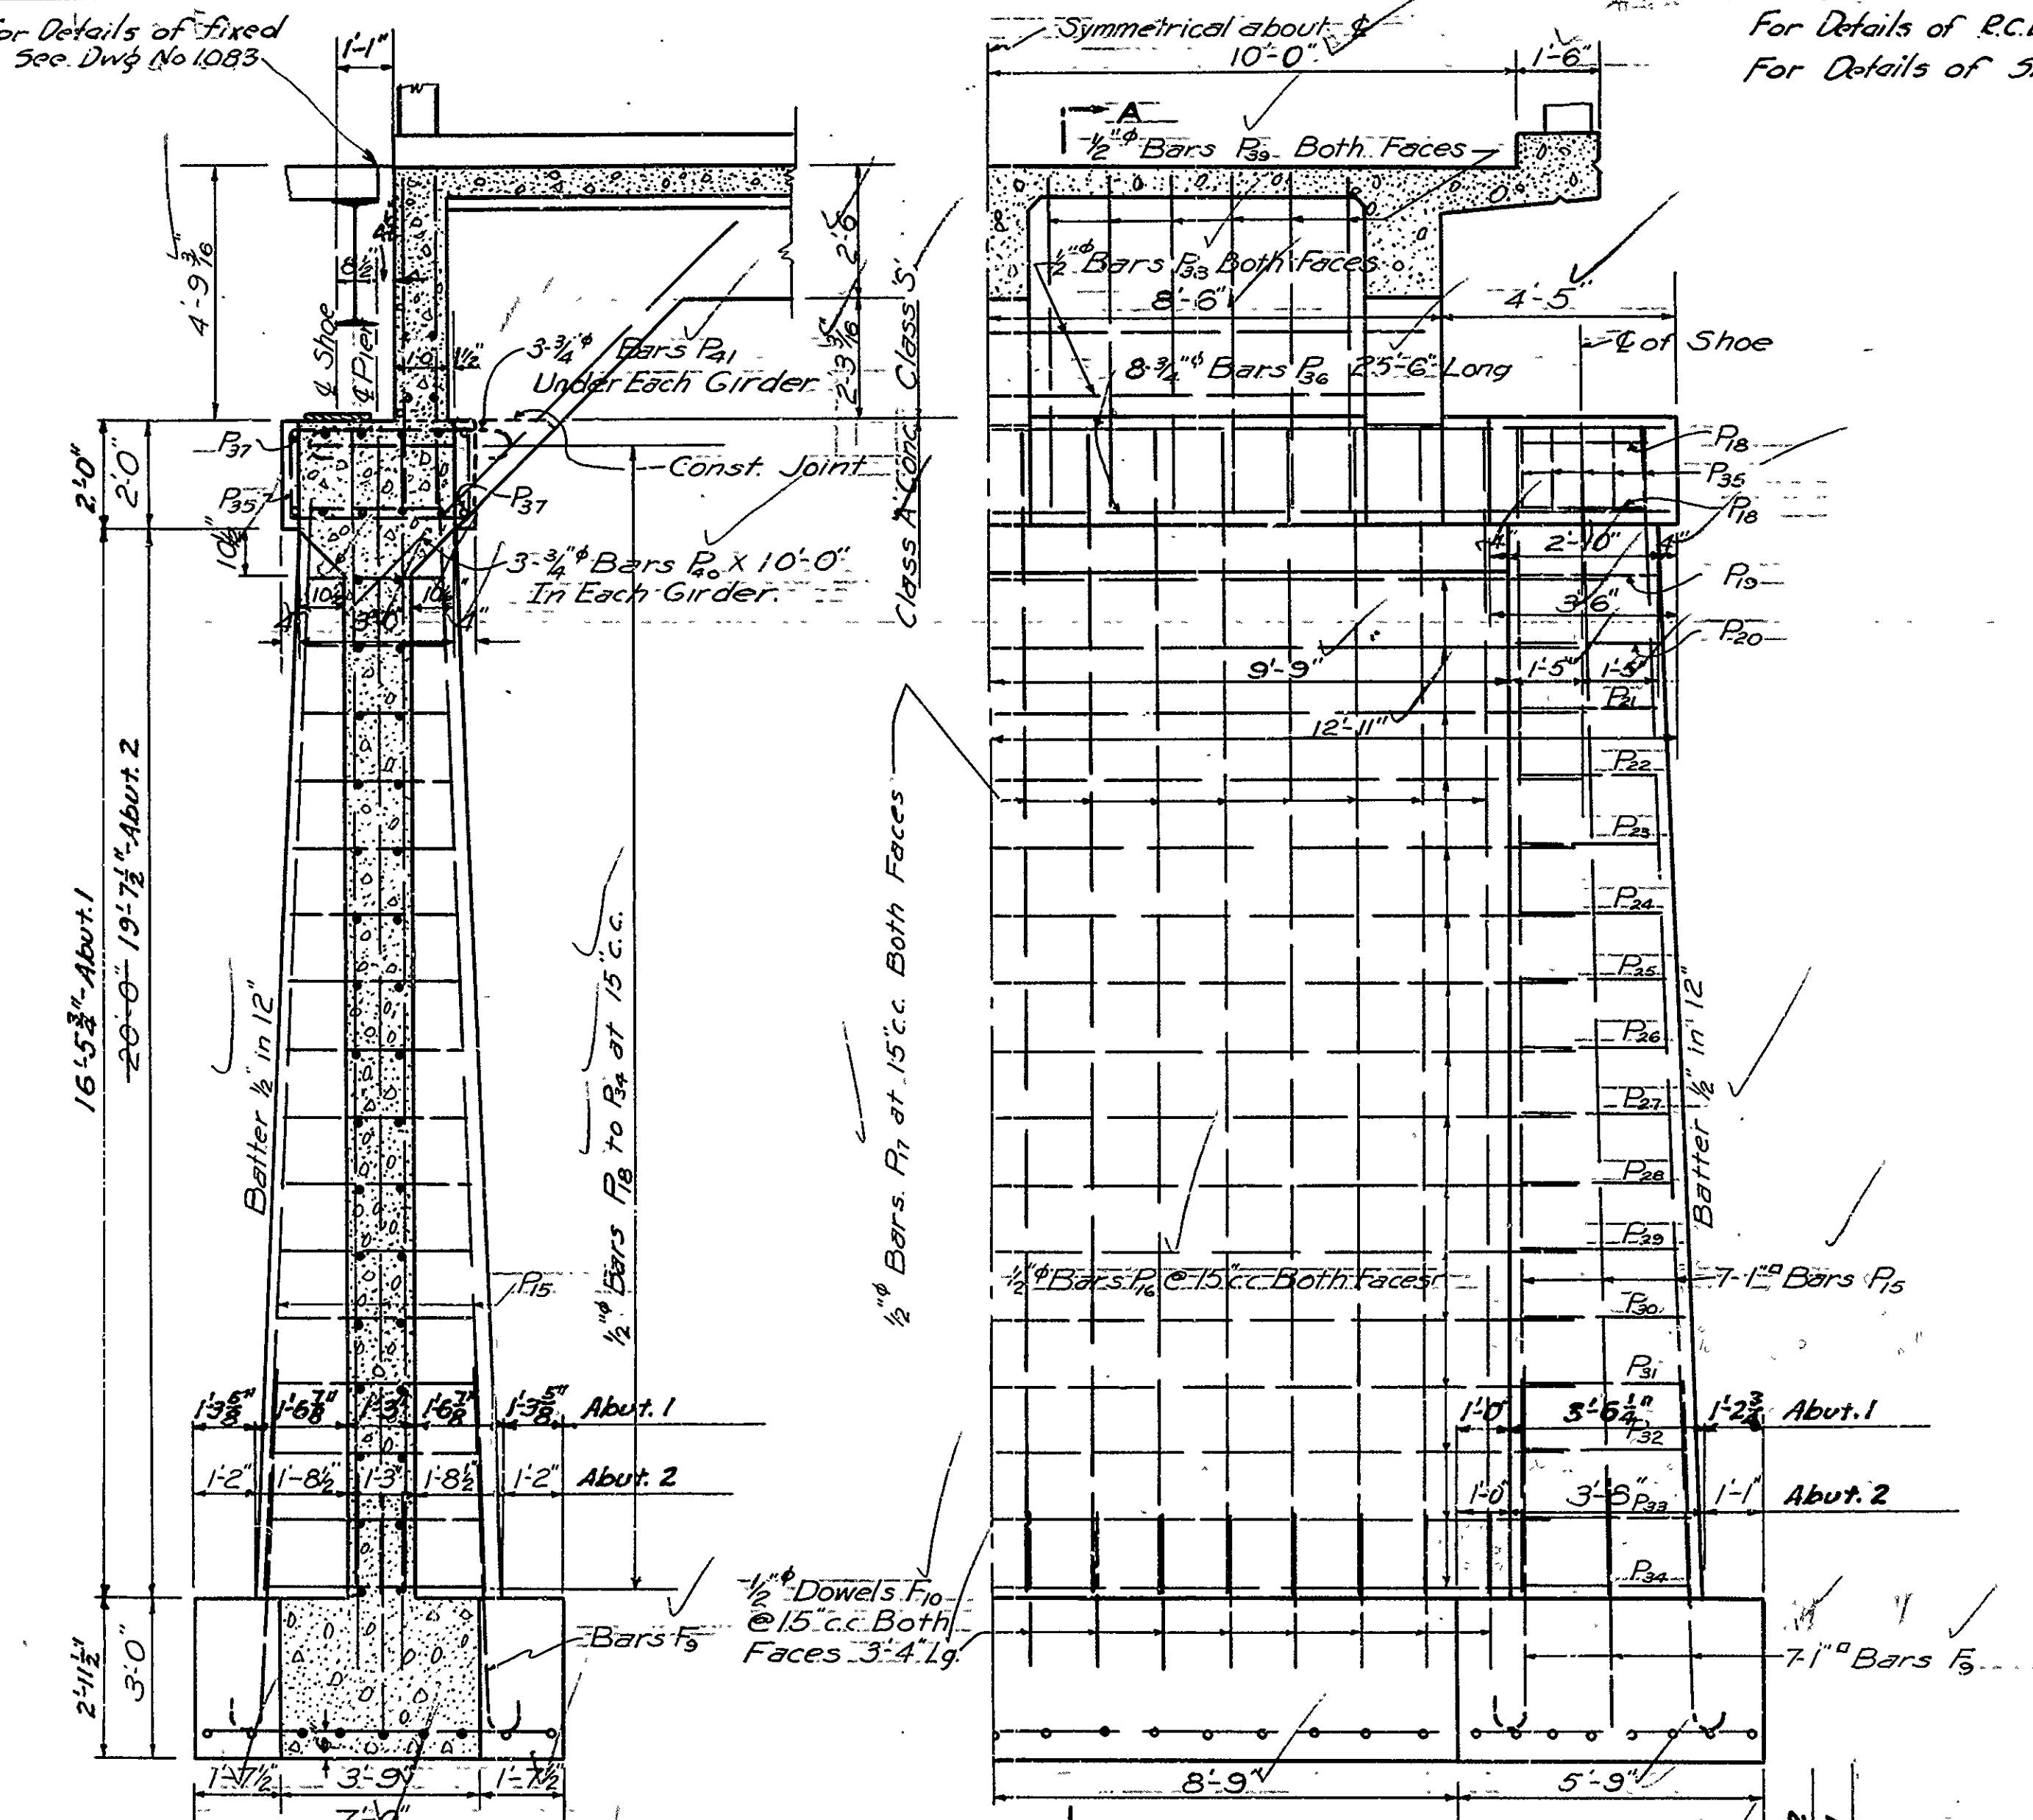 or Details of fixed
See Dwg No 1083
1'-1"
Symmetrical about ℄
10'-0"
1'-6"
For Details of R.C.
For Details of S
A
½"ϕ Bars P39 Both Faces
4'-9 3/16"
8½"
℄ Shoe
℄ Pier
1'-0"
1½"
3-¾"ϕ Bars P41
Under Each Girder
2'-6"
2'-3 3/16"
½"ϕ Bars P33 Both Faces
8'-6"
4'-5"
℄ of Shoe
8-¾"ϕ Bars P36 25'-6" Long
Class 'A' Conc. Class 'S'
P37
P35
2'-0"
2'-0"
Const. Joint
P37
P18
P35
P18
10½"
3-¾"ϕ Bars P40 x 10'-0"
In Each Girder.
10½"
10½"
4"
3'-0"
4"
4"
2'-10"
4"
P19
3'-6"
P20
9'-9"
1'-5"
1'-5"
P21
12'-11"
P22
P23
P24
P25
P26
P27
P28
P29
16'-5¾"-Abut. 1
20'-0" 19'-7½"-Abut. 2
Batter ½" in 12"
½"ϕ Bars P18 to P34 at 15" c.c.
½"ϕ Bars P17 at 15" c.c. Both Faces
Batter ½" in 12"
½"ϕ Bars P16 @ 15" c.c. Both Faces
P15
7-1"□ Bars P15
P30
P31
1'-3⅝" 1'-6⅞" 1'-3" 1'-6⅞" 1'-3⅝" Abut. 1
1'-0" 3'-6¼" 1'-2¾" Abut. 1
P32
1'-2" 1'-8½" 1'-3" 1'-8½" 1'-2" Abut. 2
1'-0" 3'-8" P33 1'-1" Abut. 2
P34
½"ϕ Dowels F10
@ 15" c.c. Both
Faces 3'-4" Lg.
Bars F9
7-1"□ Bars F9
2'-11½"
3'-0"
6"
1'-7½" 3'-9" 1'-7½"
8'-9" 5'-9"
7'-0"